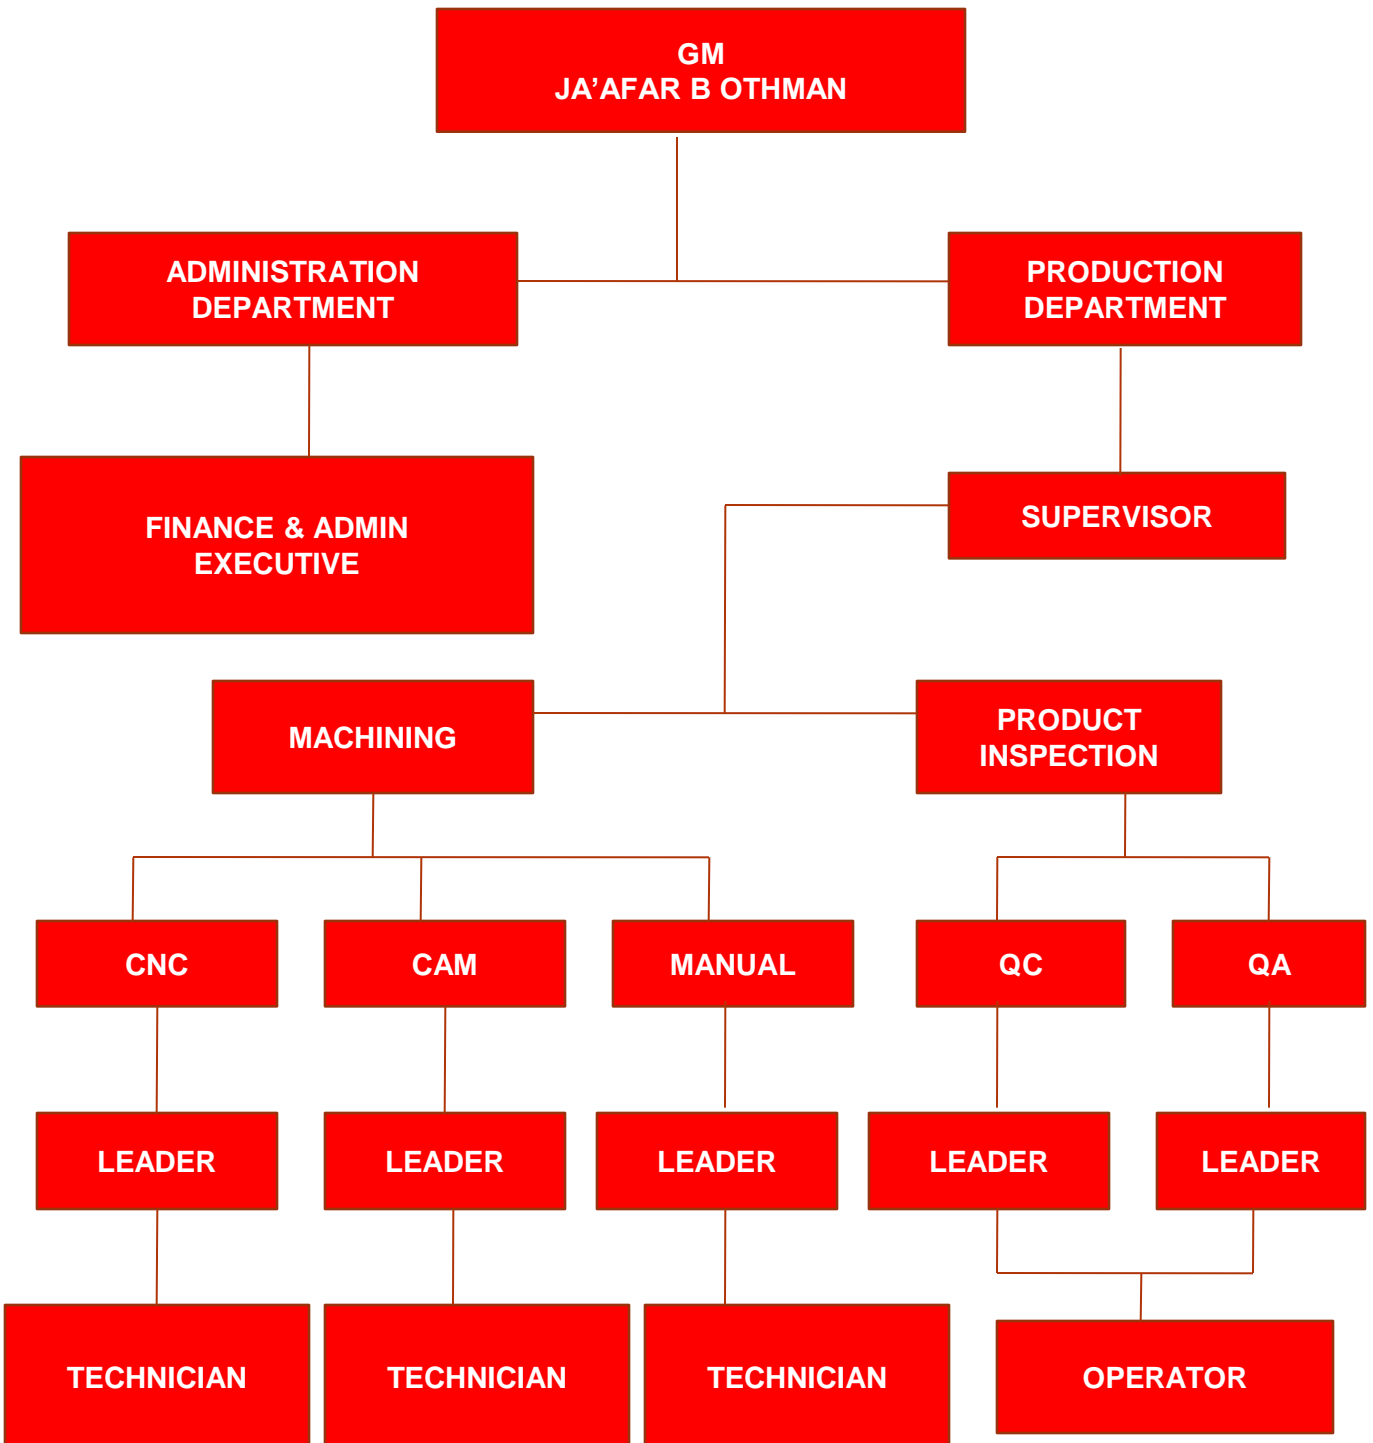 GM
JA’AFAR B OTHMAN
ADMINISTRATION
DEPARTMENT
PRODUCTION
DEPARTMENT
FINANCE & ADMIN
EXECUTIVE
SUPERVISOR
MACHINING
PRODUCT
INSPECTION
CNC
CAM
MANUAL
QC
QA
LEADER
LEADER
LEADER
LEADER
LEADER
TECHNICIAN
TECHNICIAN
TECHNICIAN
OPERATOR